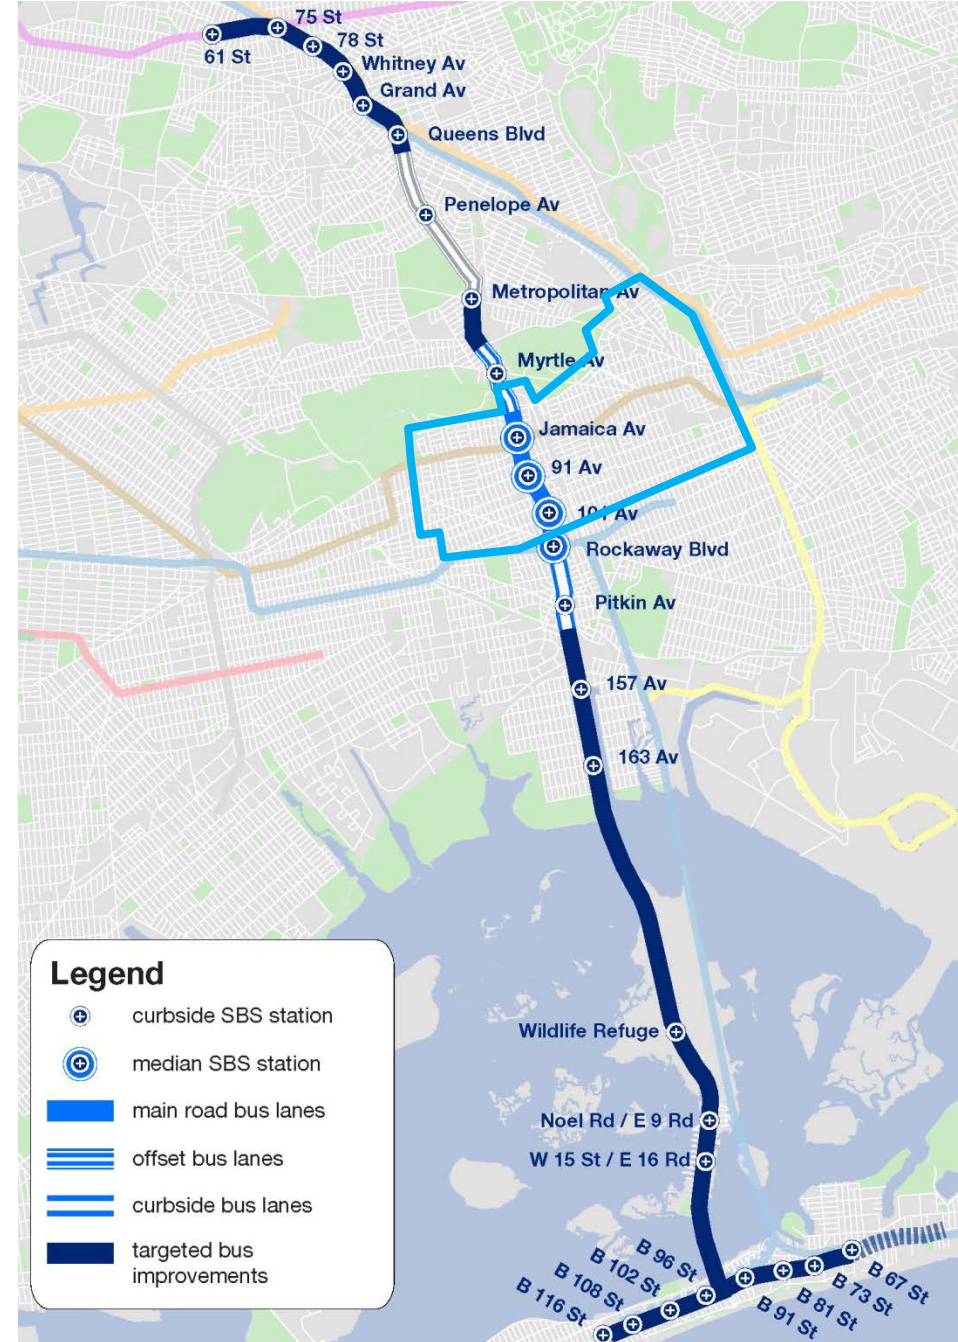 75 St
61 St
78 St
Whitney Av
Grand Av
Queens Blvd
Penelope Av
Metropolitan Av
Myrtle Av
Jamaica Av
91 Av
101 Av
Rockaway Blvd
Pitkin Av
157 Av
163 Av
Wildlife Refuge
Noel Rd / E 9 Rd
W 15 St / E 16 Rd
B 96 St
B 102 St
B 108 St
B 116 St
B 67 St
B 73 St
B 81 St
B 91 St
Legend
curbside SBS station
median SBS station
main road bus lanes
offset bus lanes
curbside bus lanes
targeted bus
improvements